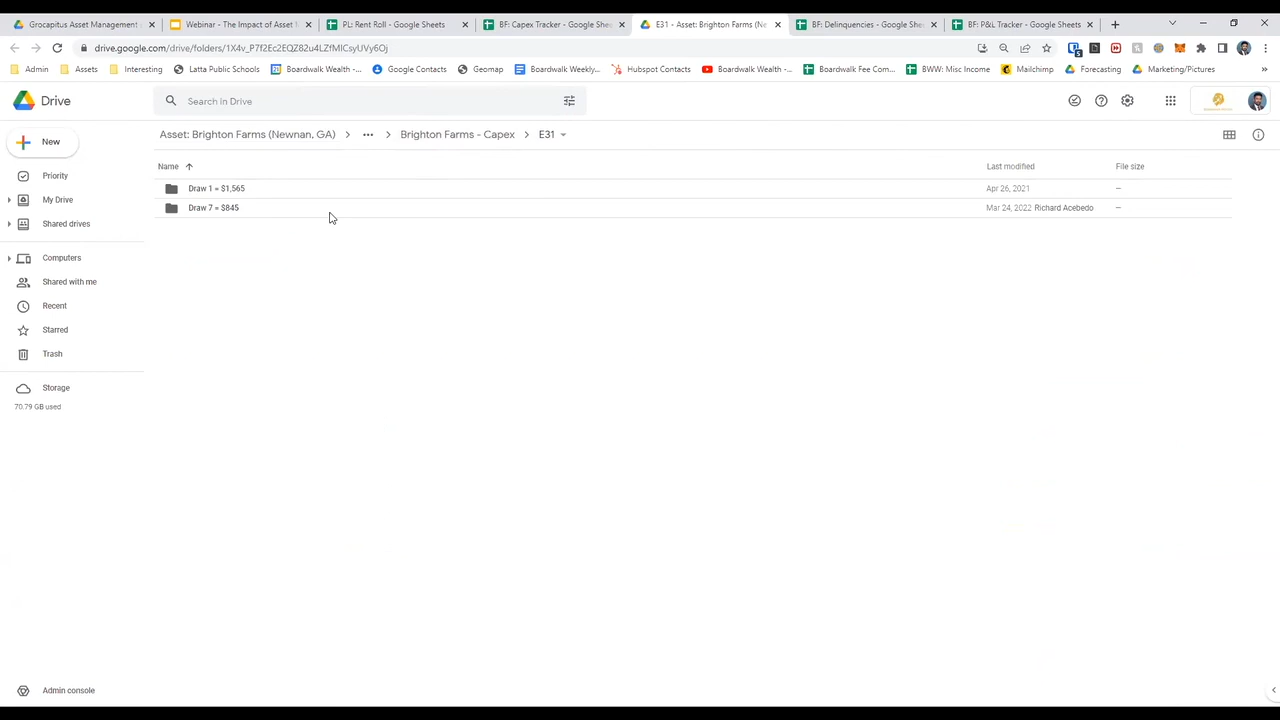 Grocapitus Asset Management
Webinar - The Impact of Asset
PL: Rent Roll - Google Sheets
BF: Capex Tracker - Google She
E31 - Asset: Brighton Farms (Ne
BF: Delinquencies - Google She
BF: P&L Tracker - Google Sheets
drive.google.com/drive/folders/1X4v_P7f2Ec2EQZ82u4LZfMICsyUVy6Oj
Admin
Assets
Interesting
Latta Public Schools
Boardwalk Wealth -...
Google Contacts
Geomap
Boardwalk Weekly...
Hubspot Contacts
Boardwalk Wealth -...
Boardwalk Fee Com...
BWW: Misc Income
Mailchimp
Forecasting
Marketing/Pictures
Drive
Search in Drive
New
Asset: Brighton Farms (Newnan, GA) > ... > Brighton Farms - Capex > E31
Name
Last modified
File size
Draw 1 = $1,565
Apr 26, 2021
–
Draw 7 = $845
Mar 24, 2022 Richard Acebedo
–
Priority
My Drive
Shared drives
Computers
Shared with me
Recent
Starred
Trash
Storage
70.79 GB used
Admin console